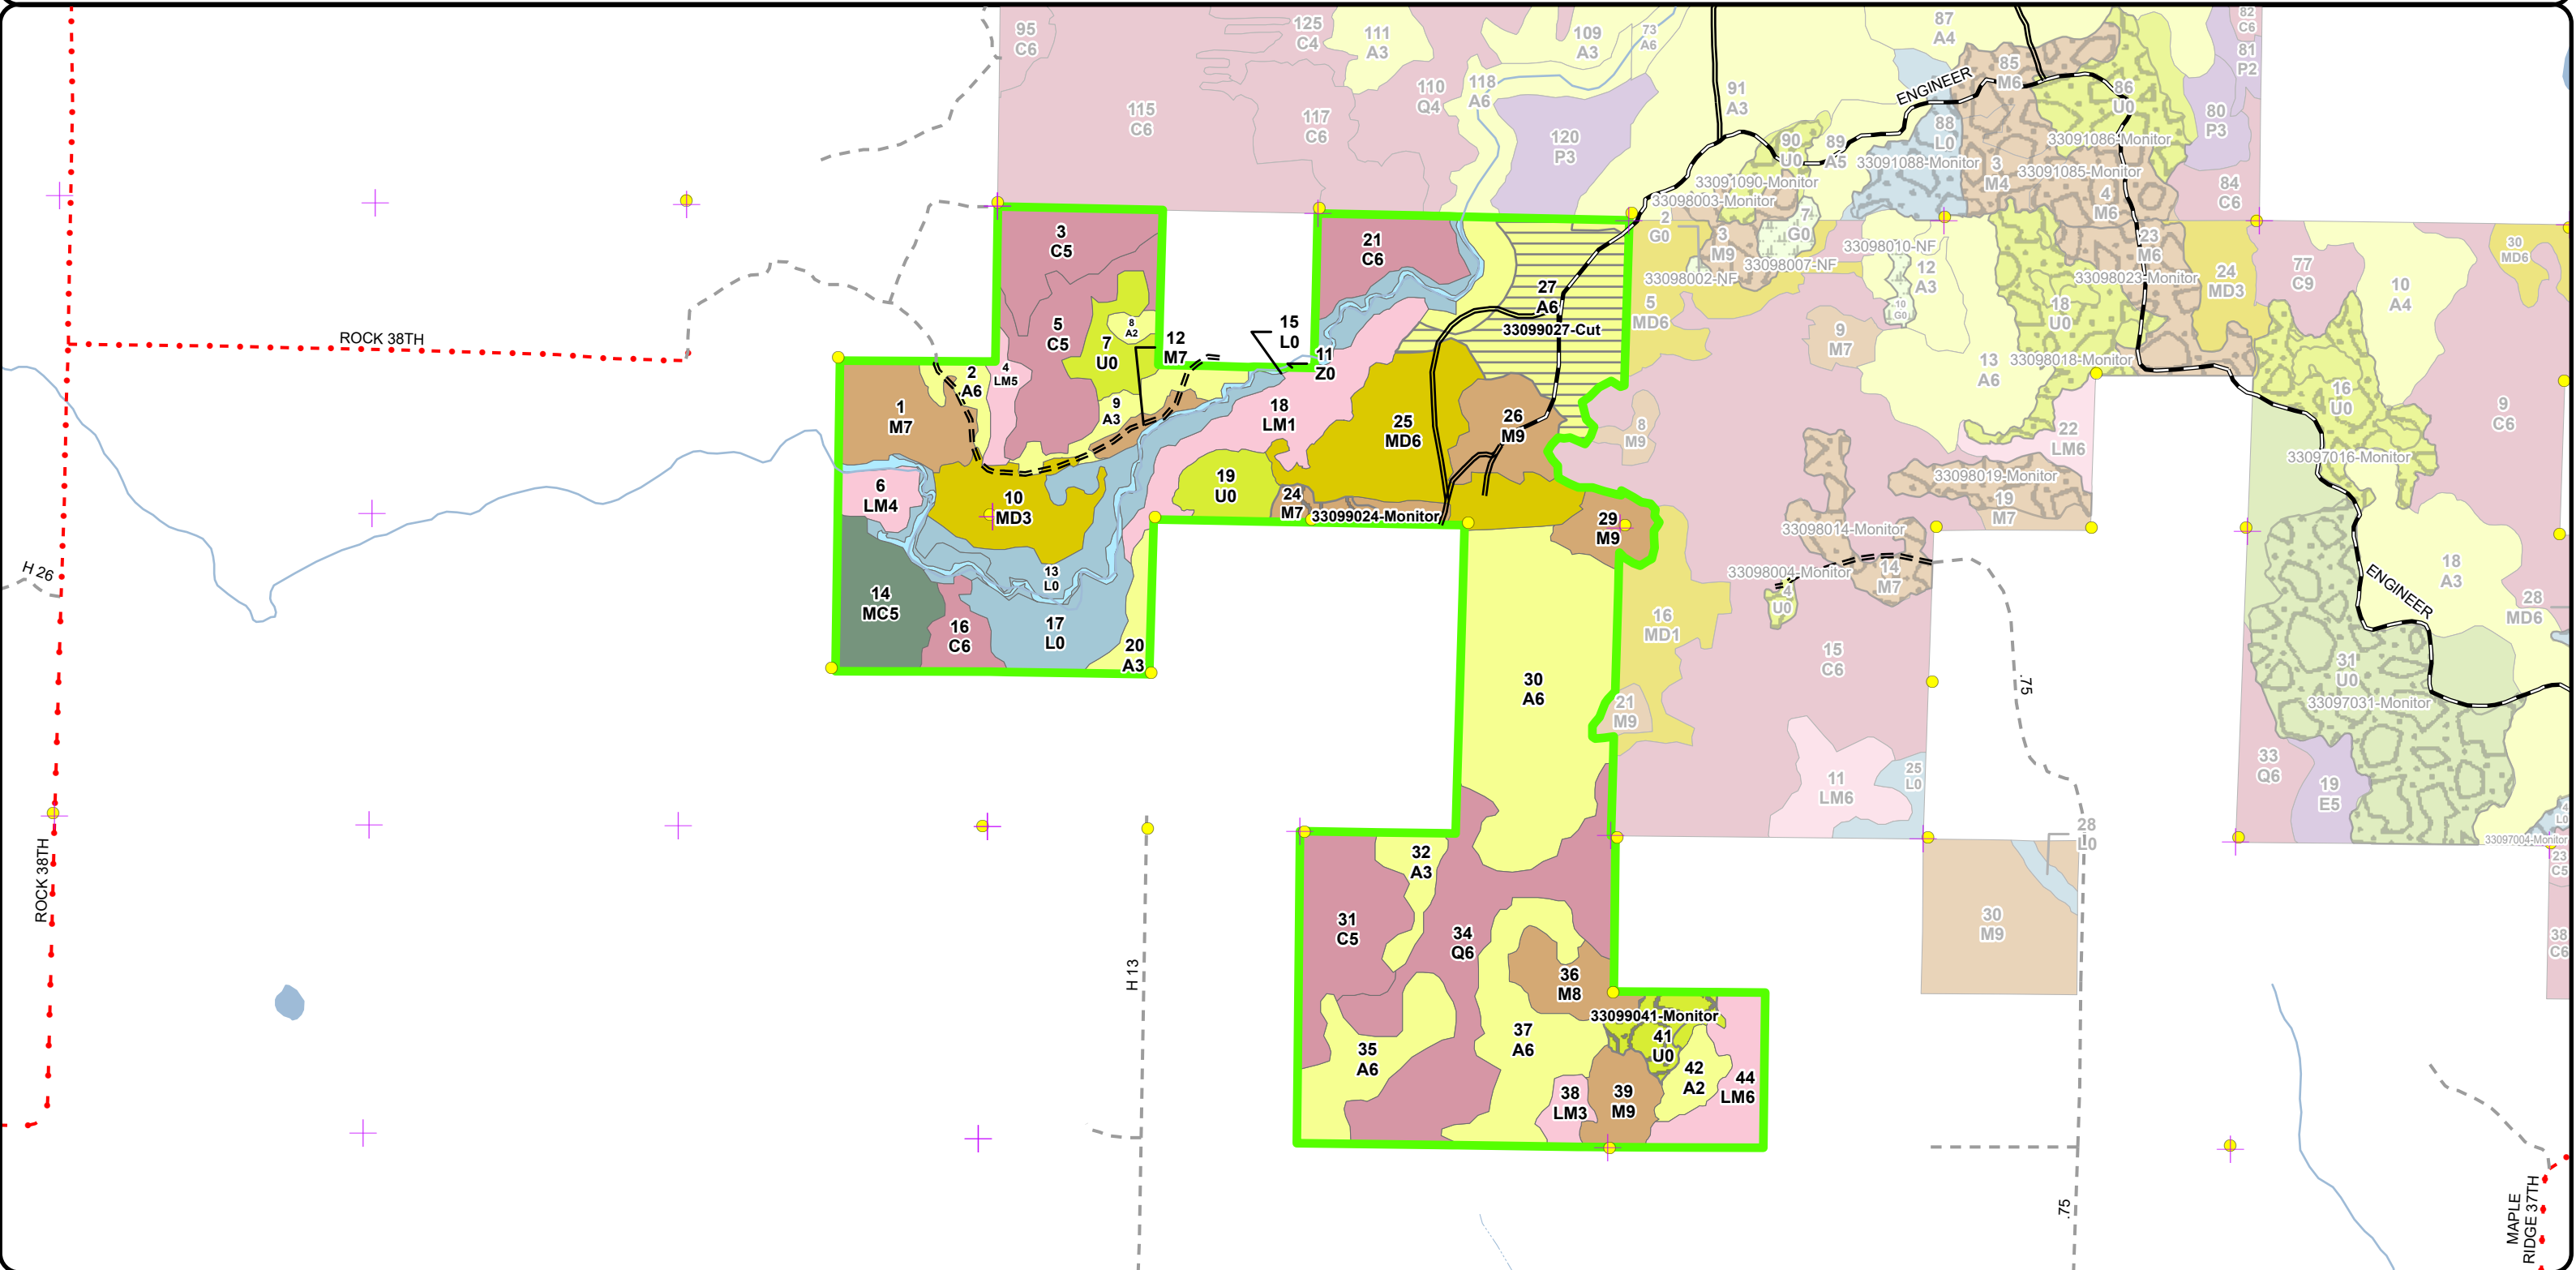 95
C6
125
C4
111
A3
109
A3
73
A6
87
A4
82
C6
81
P2
85
M6
ENGINEER
86
U0
110
Q4
118
A6
91
A3
115
C6
117
C6
120
P3
80
P3
88
L0
90
U0
89
A5
33091086-Monitor
33091088-Monitor
33091085-Monitor
3
M4
33091090-Monitor
4
M6
84
C6
33098003-Monitor
2
G0
7
G0
3
M9
33098010-NF
23
M6
33098007-NF
33098002-NF
12
A3
33098023-Monitor
24
MD3
77
C9
30
MD6
10
A4
3
C5
21
C6
27
A6
33099027-Cut
5
MD6
10
G0
18
U0
9
M7
13
A6
33098018-Monitor
ROCK 38TH
5
C5
8
A2
7
U0
12
M7
15
L0
11
Z0
2
A6
4
LM5
1
M7
9
A3
18
LM1
25
MD6
26
M9
8
M9
22
LM6
16
U0
9
C6
33097016-Monitor
6
LM4
10
MD3
19
U0
24
M7
33099024-Monitor
29
M9
33098019-Monitor
19
M7
33098014-Monitor
14
M7
33098004-Monitor
4
U0
H 26
13
L0
14
MC5
16
C6
17
L0
20
A3
16
MD1
15
C6
18
A3
ENGINEER
28
MD6
30
A6
21
M9
.75
31
U0
33097031-Monitor
11
LM6
25
L0
33
Q6
19
E5
4
L0
33097004-Monitor
28
L0
23
C5
32
A3
31
C5
34
Q6
30
M9
38
C6
ROCK 38TH
H 13
36
M8
33099041-Monitor
41
U0
37
A6
35
A6
42
A2
44
LM6
38
LM3
39
M9
.75
MAPLE
RIDGE 37TH